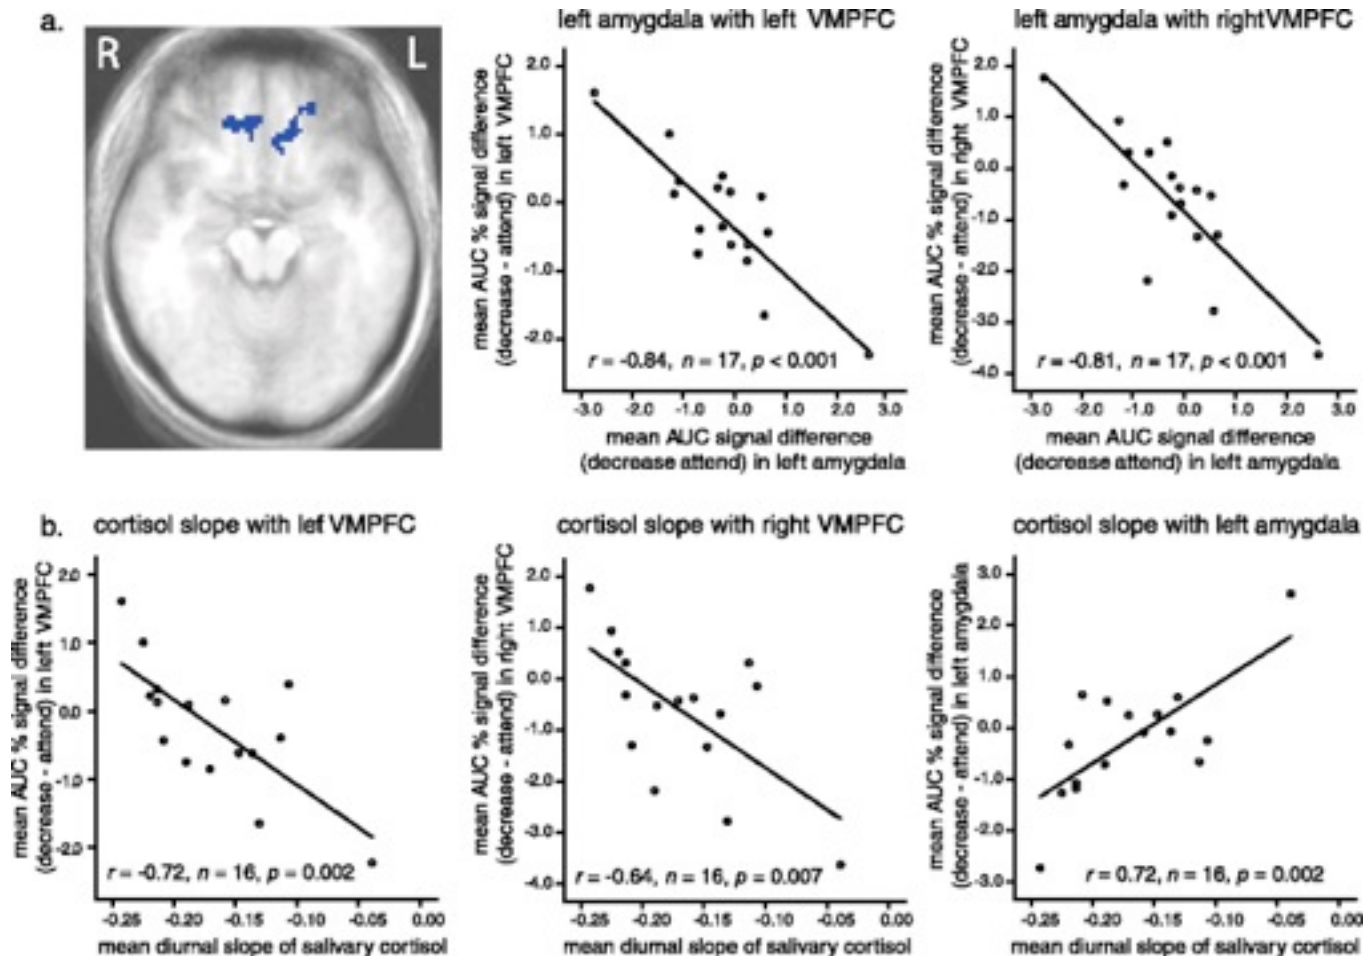 a.
R L
left amygdala with left VMPFC
mean AUC % signal difference
(decrease - attend) in left VMPFC
2.0
1.0
0.0
-1.0
-2.0
r = -0.84, n = 17, p < 0.001
-3.0 -2.0 -1.0 0.0 1.0 2.0 3.0
mean AUC signal difference
(decrease attend) in left amygdala
left amygdala with rightVMPFC
mean AUC % signal difference
(decrease - attend) in right VMPFC
2.0
1.0
0.0
-1.0
-2.0
-3.0
-4.0
r = -0.81, n = 17, p < 0.001
-3.0 -2.0 -1.0 0.0 1.0 2.0 3.0
mean AUC signal difference
(decrease attend) in left amygdala
b.
cortisol slope with lef VMPFC
mean AUC % signal difference
(decrease - attend) in left VMPFC
2.0
1.0
0.0
-1.0
-2.0
r = -0.72, n = 16, p = 0.002
-0.25 -0.20 -0.15 -0.10 -0.05 0.00
mean diurnal slope of salivary cortisol
cortisol slope with right VMPFC
mean AUC % signal difference
(decrease - attend) in right VMPFC
2.0
1.0
0.0
-1.0
-2.0
-3.0
-4.0
r = -0.64, n = 16, p = 0.007
-0.25 -0.20 -0.15 -0.10 -0.05 0.00
mean diurnal slope of salivary cortisol
cortisol slope with left amygdala
mean AUC % signal difference
(decrease - attend) in left amygdala
3.0
2.0
1.0
0.0
-1.0
-2.0
-3.0
r = 0.72, n = 16, p = 0.002
-0.25 -0.20 -0.15 -0.10 -0.05 0.00
mean diurnal slope of salivary cortisol